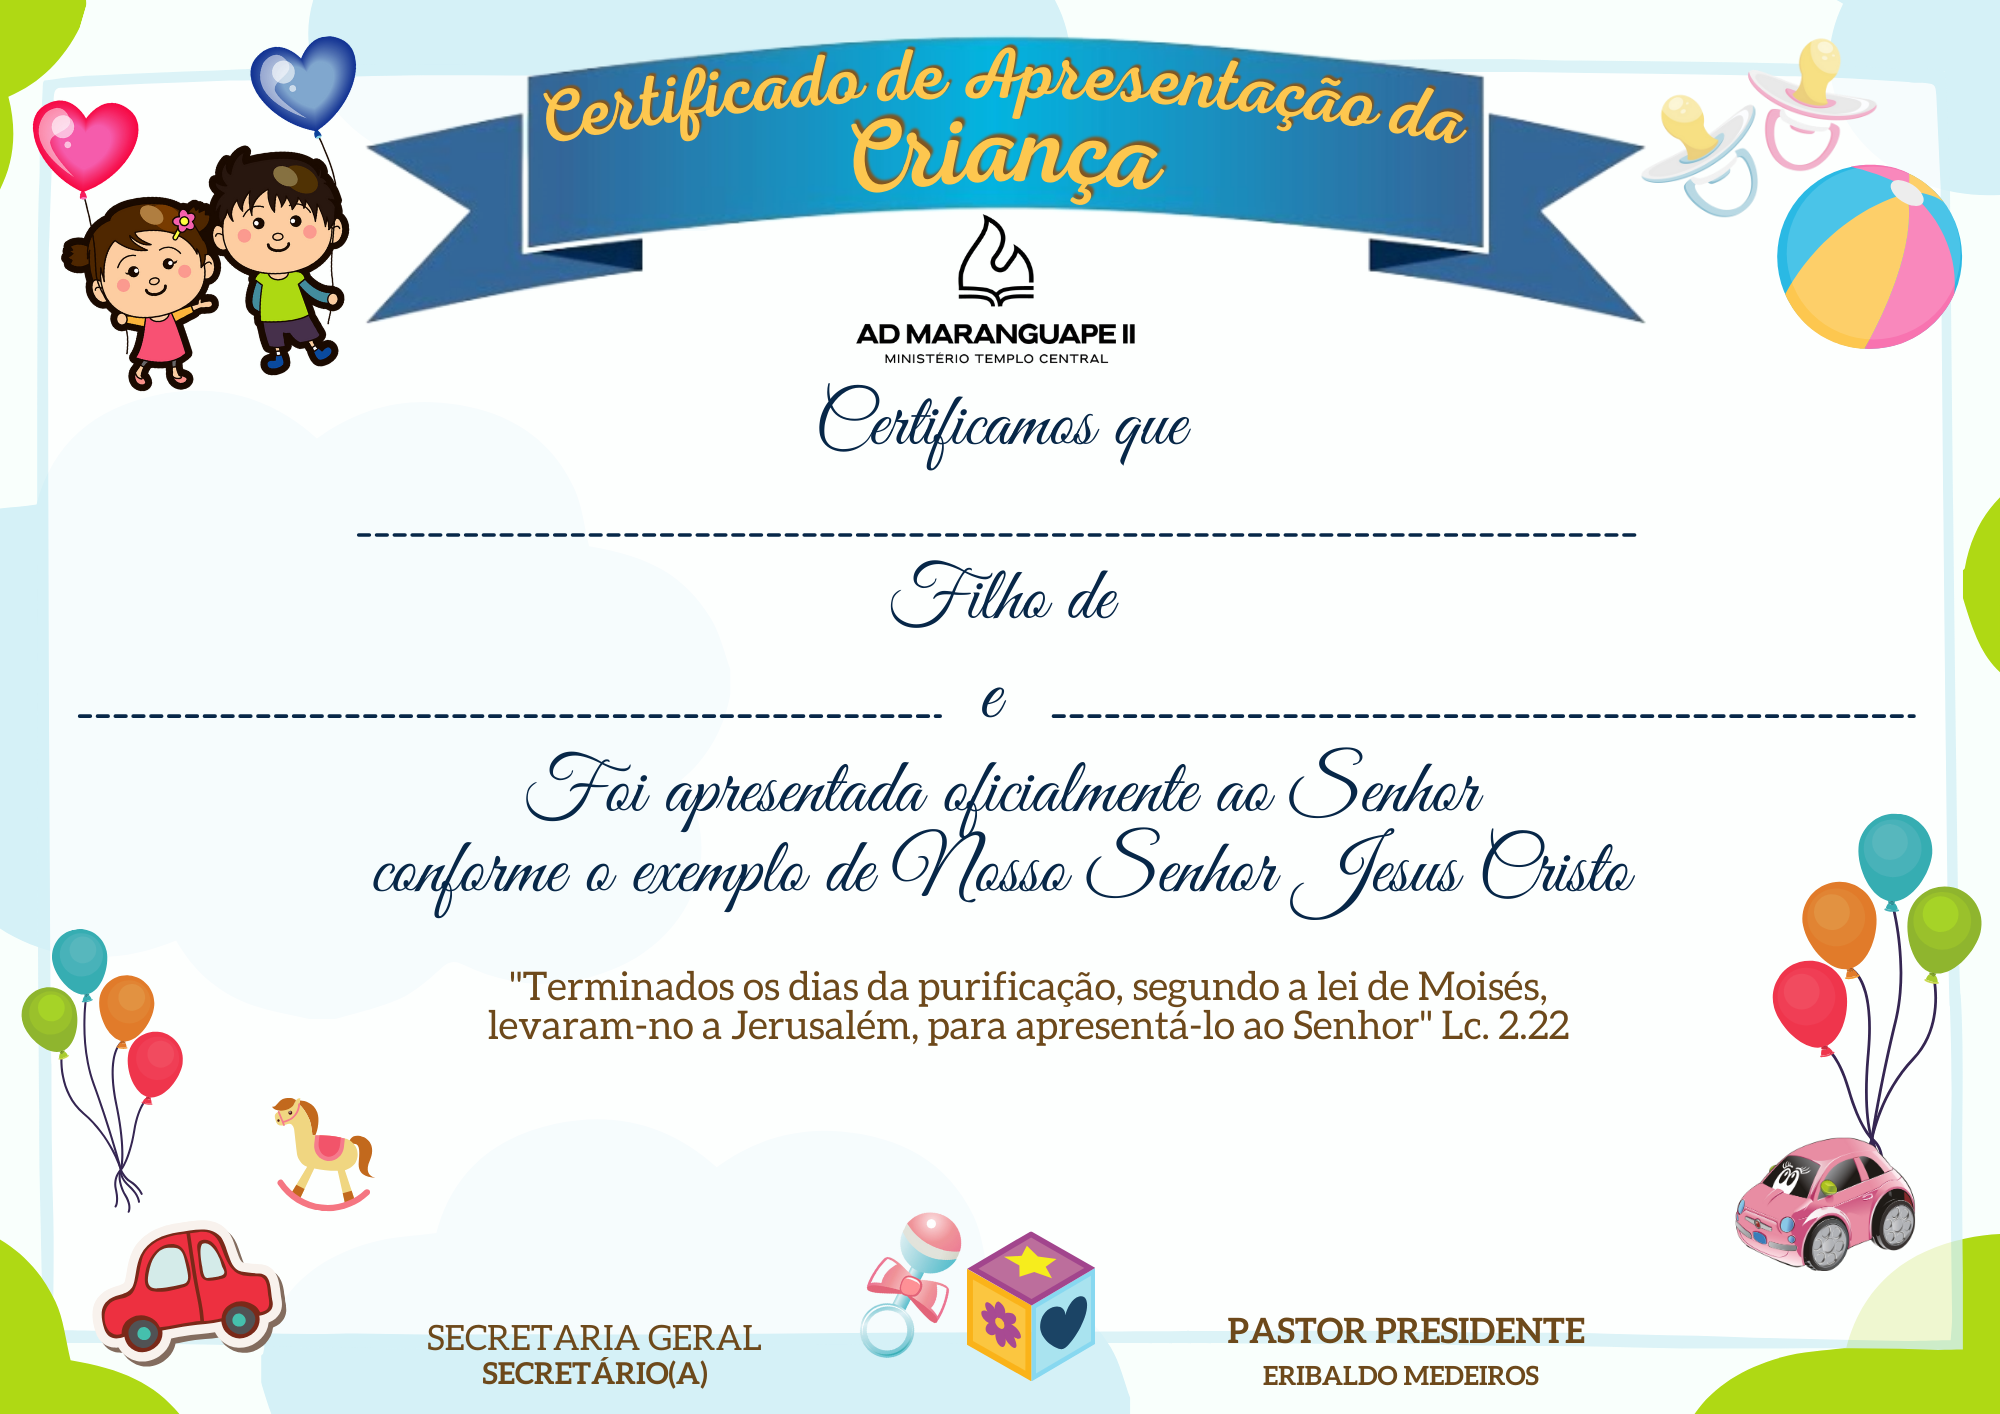 Certificado de Apresentação da
Criança
AD MARANGUAPE II
MINISTÉRIO TEMPLO CENTRAL
Certificamos que
Filho de
e
Foi apresentada oficialmente ao Senhor
conforme o exemplo de Nosso Senhor Jesus Cristo
"Terminados os dias da purificação, segundo a lei de Moisés,
levaram-no a Jerusalém, para apresentá-lo ao Senhor" Lc. 2.22
SECRETARIA GERAL
SECRETÁRIO(A)
PASTOR PRESIDENTE
ERIBALDO MEDEIROS